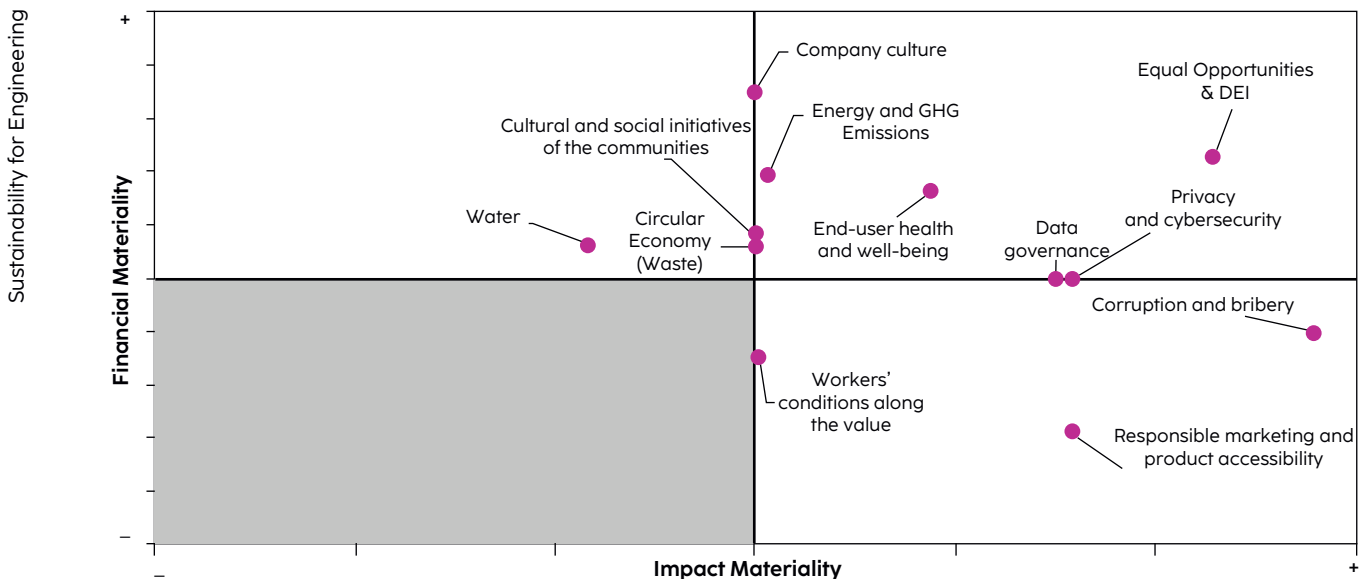 Sustainability for Engineering
Financial Materiality
+
Company culture
Equal Opportunities
& DEI
Energy and GHG
Emissions
Cultural and social initiatives
of the communities
Privacy
and cybersecurity
Water
Circular
Economy
(Waste)
End-user health
and well-being
Data
governance
Corruption and bribery
Workers’
conditions along
the value
Responsible marketing and
product accessibility
–
–
Impact Materiality
+